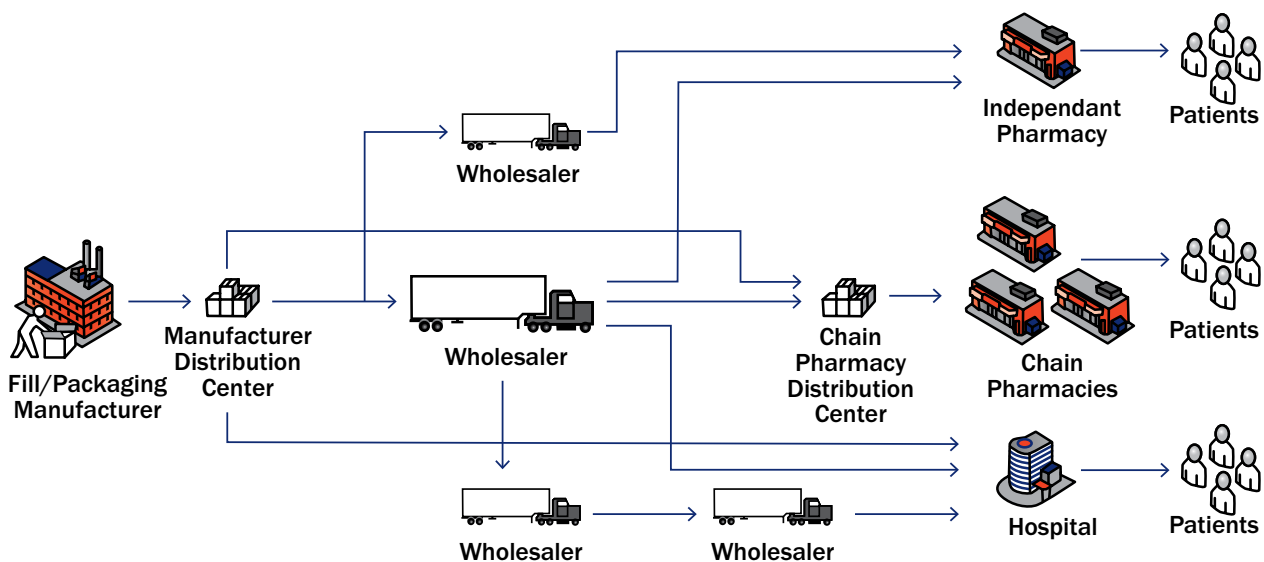 Independant
Pharmacy
Patients
Wholesaler
Fill/Packaging
Manufacturer
Manufacturer
Distribution
Center
Wholesaler
Chain
Pharmacy
Distribution
Center
Chain
Pharmacies
Patients
Wholesaler
Wholesaler
Hospital
Patients